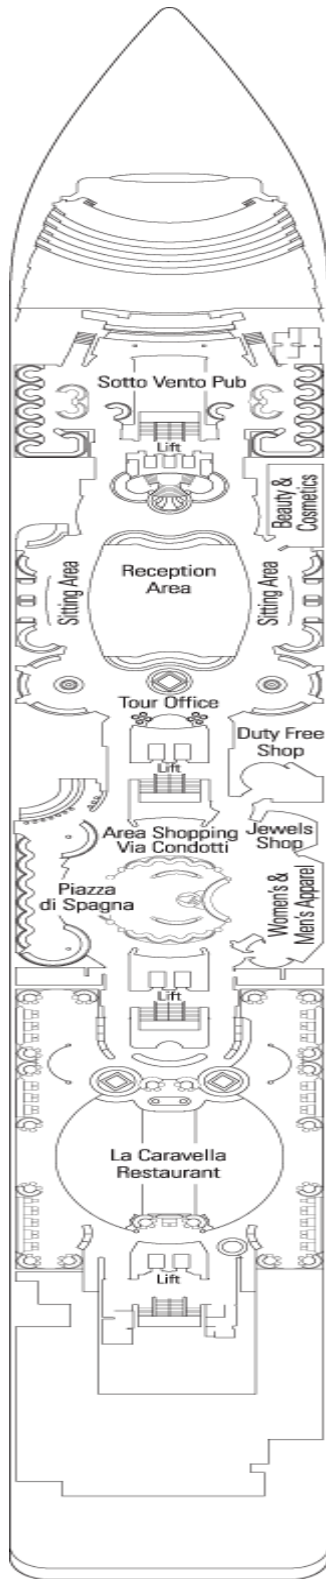 Sotto Vento Pub
Lift
Beauty &
Cosmetics
Reception
Area
Sitting Area
Sitting Area
Tour Office
Duty Free
Shop
Lift
Area Shopping
Via Condotti
Jewels
Shop
Piazza
di Spagna
Women's &
Men's Apparel
Lift
La Caravella
Restaurant
Lift